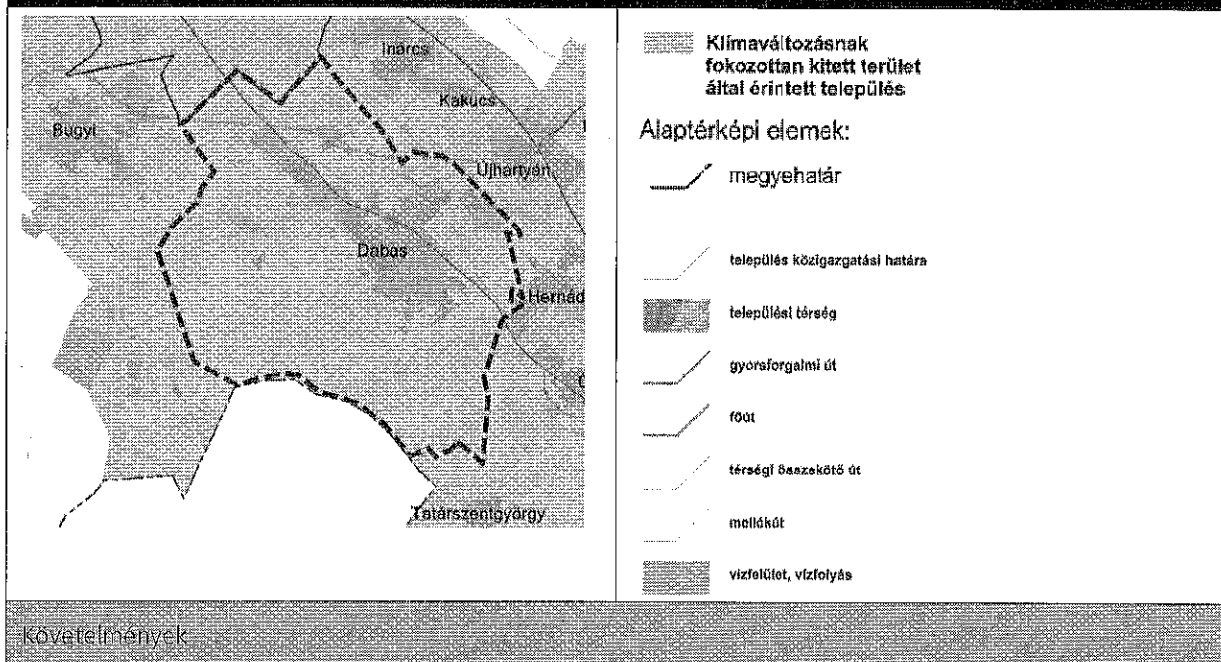 Inárcs
Kakucs
Bugyi
Újhartyán
Dabas
Hernád
Tatárszentgyörgy
Klímaváltozásnak
fokozottan kitett terület
által érintett település
Alaptérképi elemek:
megyehatár
település közigazgatási határa
települési térség
gyorsforgalmi út
főút
térségi összekötő út
mellékút
vízfelület, vízfolyás
Követelmények